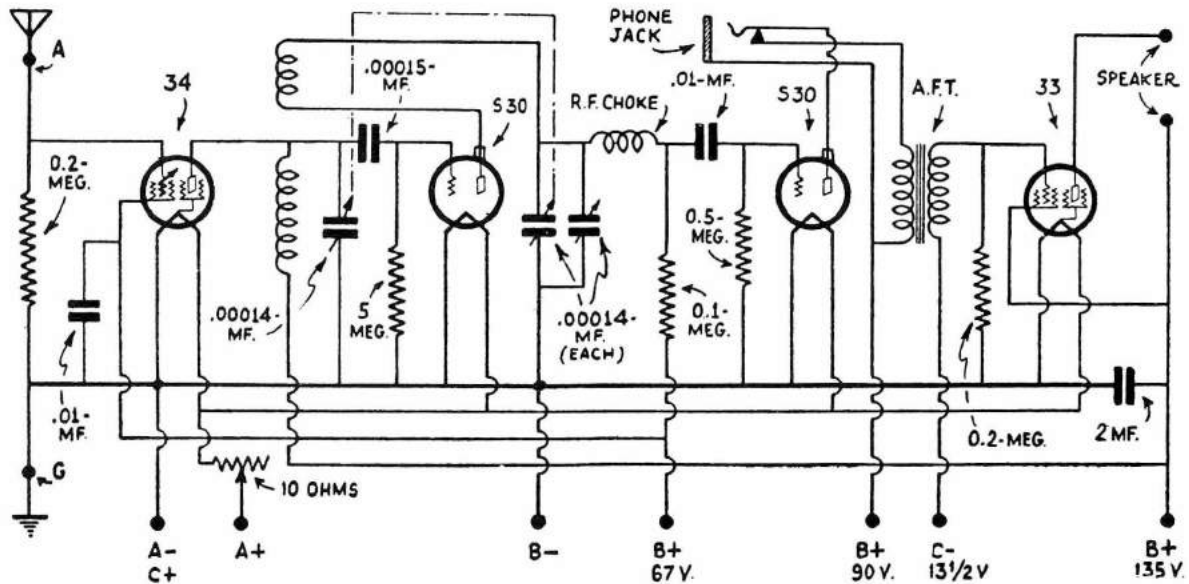 A
34
0.2-
MEG.
.01-
MF.
G
A-
C+
A+
10 OHMS
.00014-
MF.
.00015-
MF.
S30
5
MEG.
.00014-
MF.
(EACH)
B-
R.F. CHOKE
PHONE
JACK
.01-MF.
S30
0.5-
MEG.
0.1-
MEG.
B+
67 V.
A.F.T.
B+
90 V.
C-
13 1/2 V
33
0.2-MEG.
SPEAKER
2 MF.
B+
135 V.